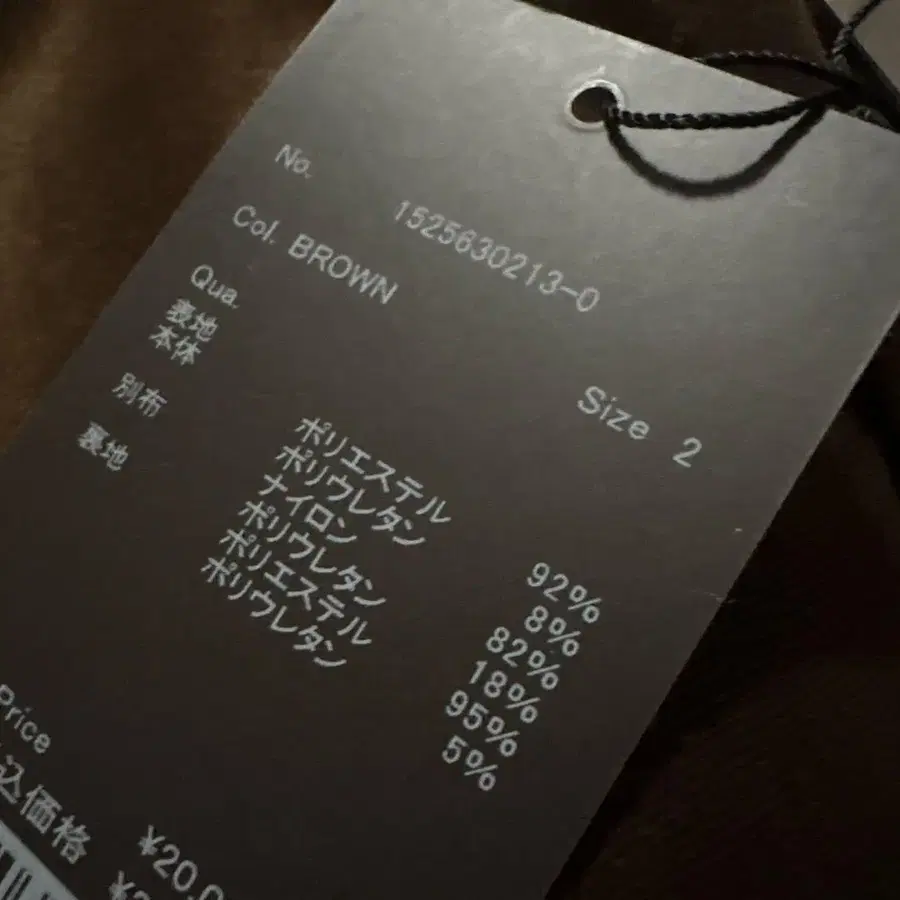 No. 1525630213-0
Col. BROWN Size 2
Qua.
表地
本体 ポリエステル 92%
ポリウレタン 8%
別布 ナイロン 82%
ポリウレタン 18%
裏地 ポリエステル 95%
ポリウレタン 5%
Price ¥20,0
込価格